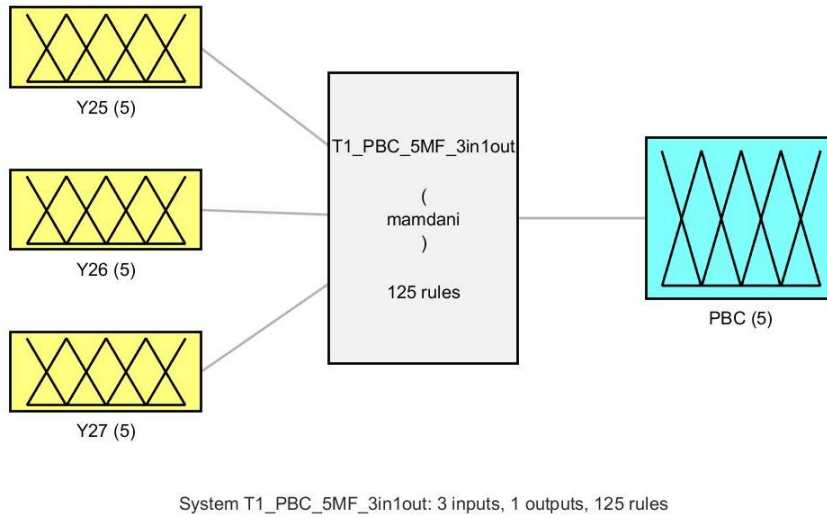 Y25 (5)
Y26 (5)
Y27 (5)
T1_PBC_5MF_3in1out
(
mamdani
)
125 rules
PBC (5)
System T1_PBC_5MF_3in1out: 3 inputs, 1 outputs, 125 rules